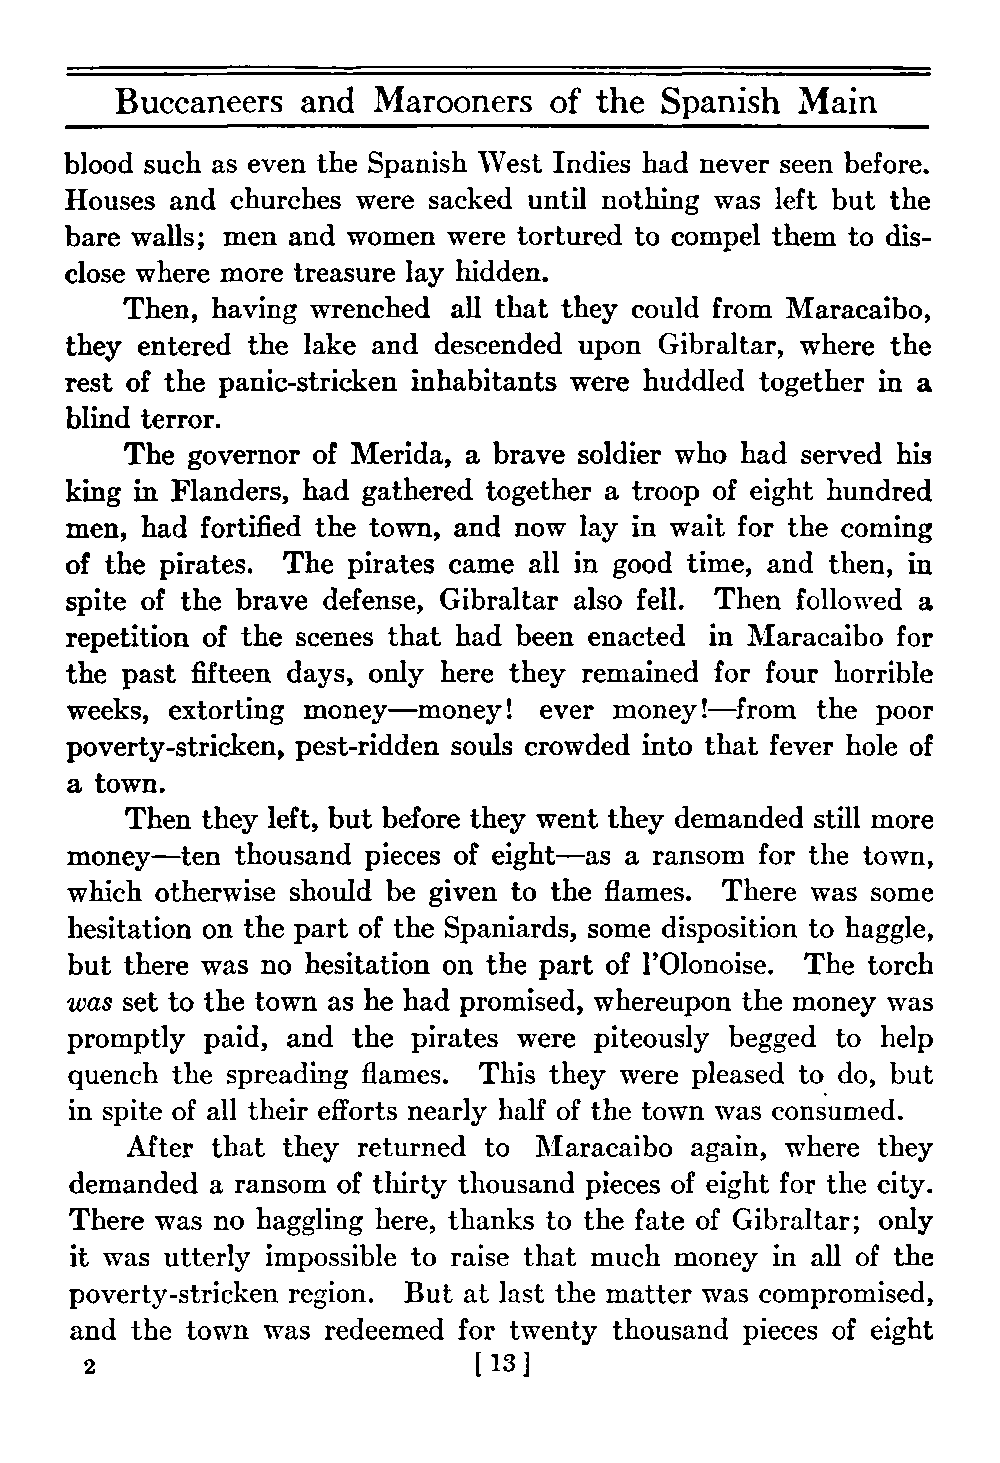 Buccaneers and Marooners of the Spanish Main
blood such as even the Spanish West Indies had never seen before.
Houses and churches were sacked until nothing was left but the
bare walls; men and women were tortured to compel them to dis-
close where more treasure lay hidden.
Then, having wrenched all that they could from Maracaibo,
they entered the lake and descended upon Gibraltar, where the
rest of the panic-stricken inhabitants were huddled together in a
blind terror.
The governor of Merida, a brave soldier who had served his
king in Flanders, had gathered together a troop of eight hundred
men, had fortified the town, and now lay in wait for the coming
of the pirates. The pirates came all in good time, and then, in
spite of the brave defense, Gibraltar also fell. Then followed a
repetition of the scenes that had been enacted in Maracaibo for
the past fifteen days, only here they remained for four horrible
weeks, extorting money—money! ever money!—from the poor
poverty-stricken, pest-ridden souls crowded into that fever hole of
a town.
Then they left, but before they went they demanded still more
money—ten thousand pieces of eight—as a ransom for the town,
which otherwise should be given to the flames. There was some
hesitation on the part of the Spaniards, some disposition to haggle,
but there was no hesitation on the part of l'Olonoise. The torch
was set to the town as he had promised, whereupon the money was
promptly paid, and the pirates were piteously begged to help
quench the spreading flames. This they were pleased to do, but
in spite of all their efforts nearly half of the town was consumed.
After that they returned to Maracaibo again, where they
demanded a ransom of thirty thousand pieces of eight for the city.
There was no haggling here, thanks to the fate of Gibraltar; only
it was utterly impossible to raise that much money in all of the
poverty-stricken region. But at last the matter was compromised,
and the town was redeemed for twenty thousand pieces of eight
2 [ 13 ]